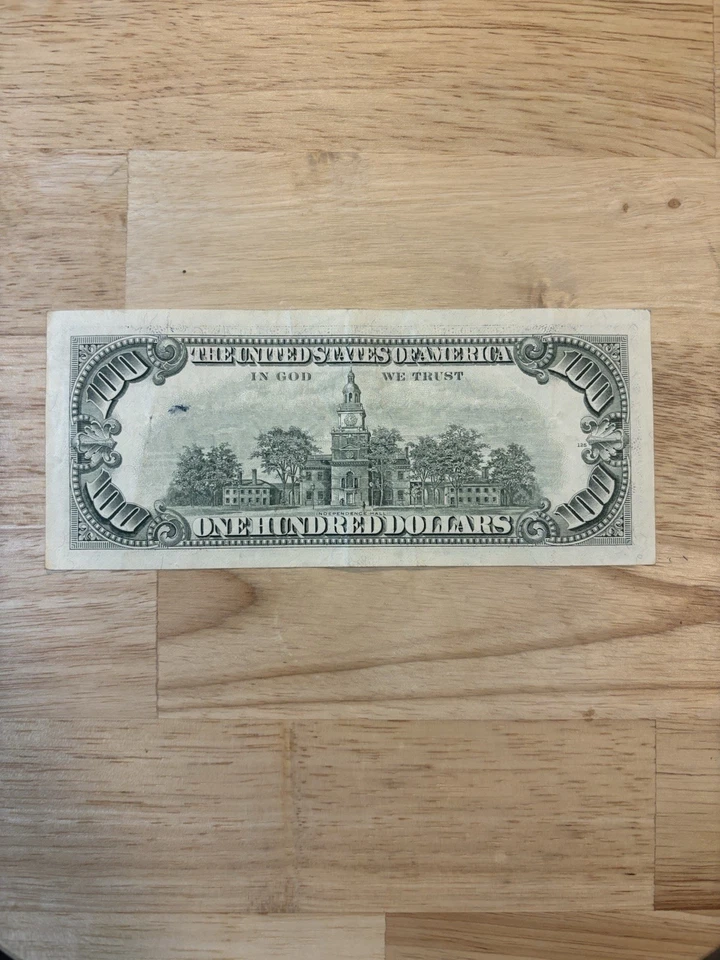 THE UNITED STATES OF AMERICA
100 100
IN GOD WE TRUST
INDEPENDENCE HALL
100 100
ONE HUNDRED DOLLARS